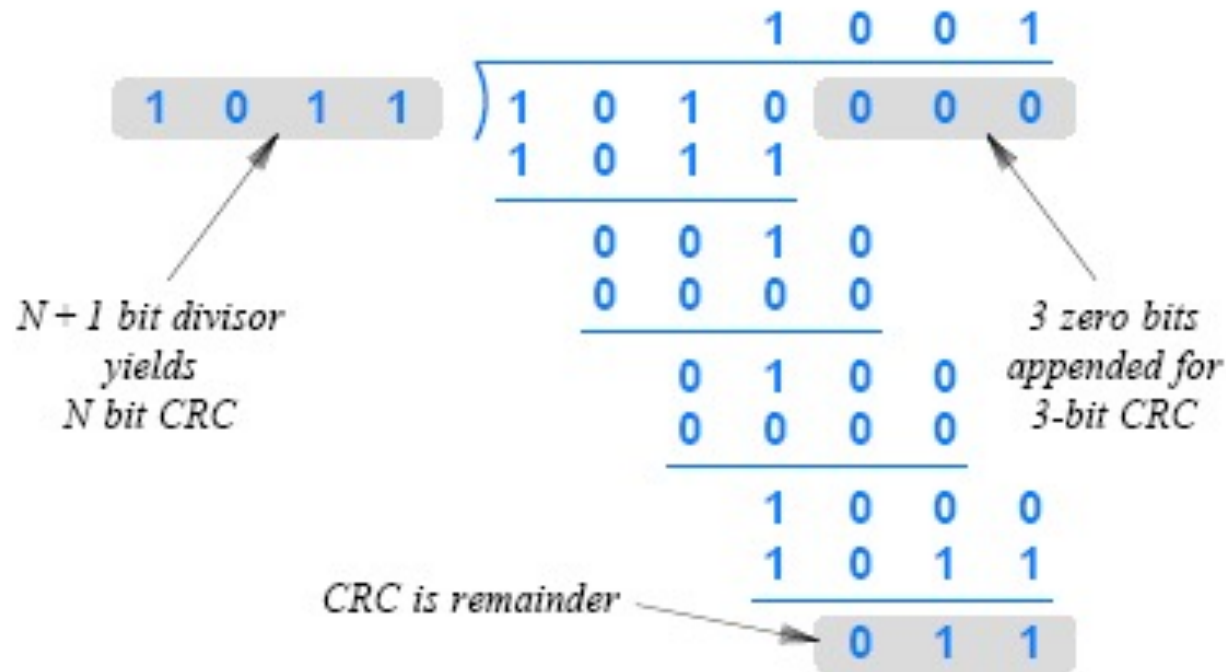 1 0 0 1
1 0 1 1 ) 1 0 1 0 0 0 0
1 0 1 1
0 0 1 0
0 0 0 0
0 1 0 0
0 0 0 0
1 0 0 0
1 0 1 1
0 1 1
N + 1 bit divisor
yields
N bit CRC
3 zero bits
appended for
3-bit CRC
CRC is remainder